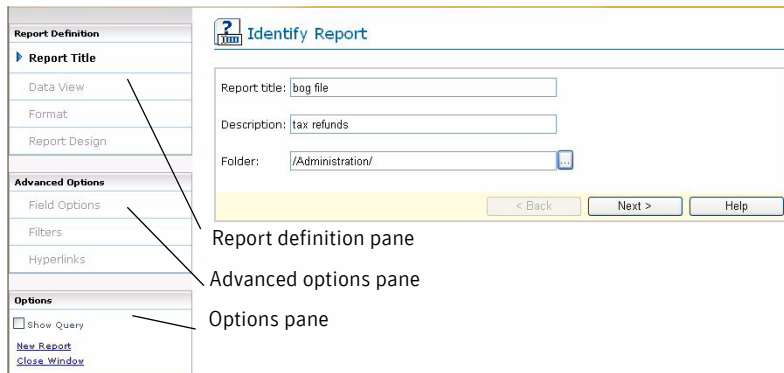 Report Definition
Report Title
Data View
Format
Report Design
Advanced Options
Field Options
Filters
Hyperlinks
Options
Show Query
New Report
Close Window
Identify Report
Report title: bog file
Description: tax refunds
Folder: /Administration/ ...
< Back Next > Help
Report definition pane
Advanced options pane
Options pane